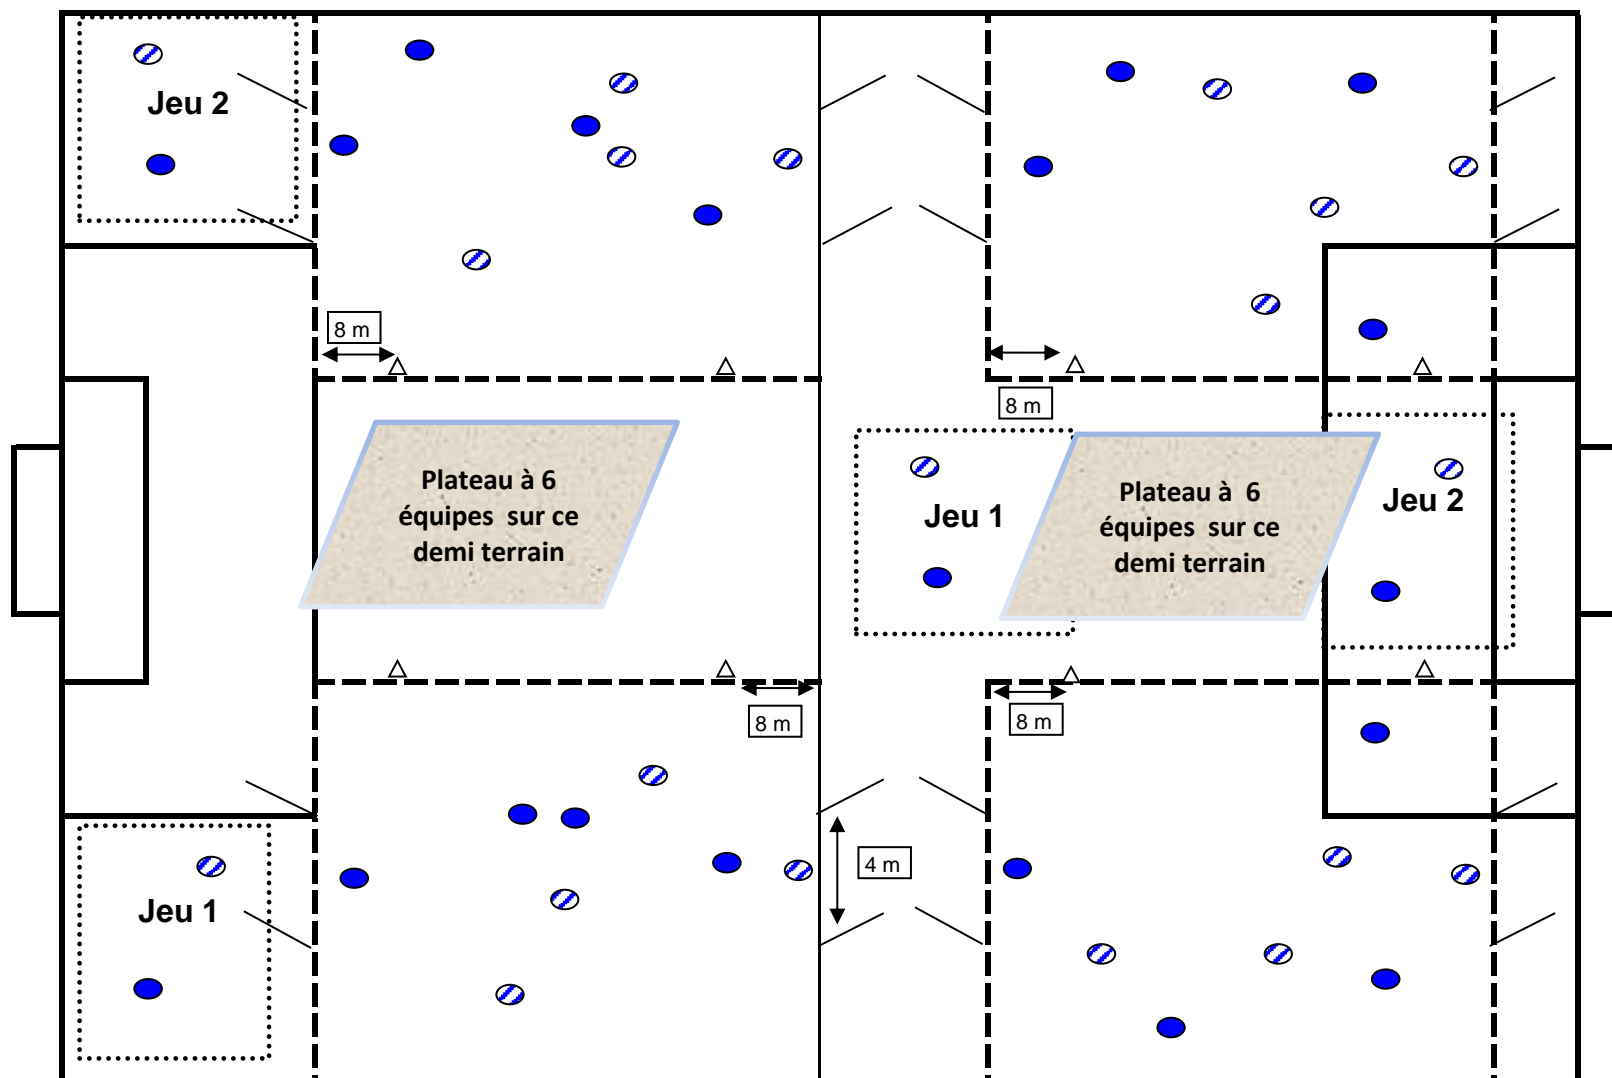 Jeu 2
8 m
8 m
Plateau à 6
équipes sur ce
demi terrain
Jeu 1
Plateau à 6
équipes sur ce
demi terrain
Jeu 2
8 m
8 m
4 m
Jeu 1